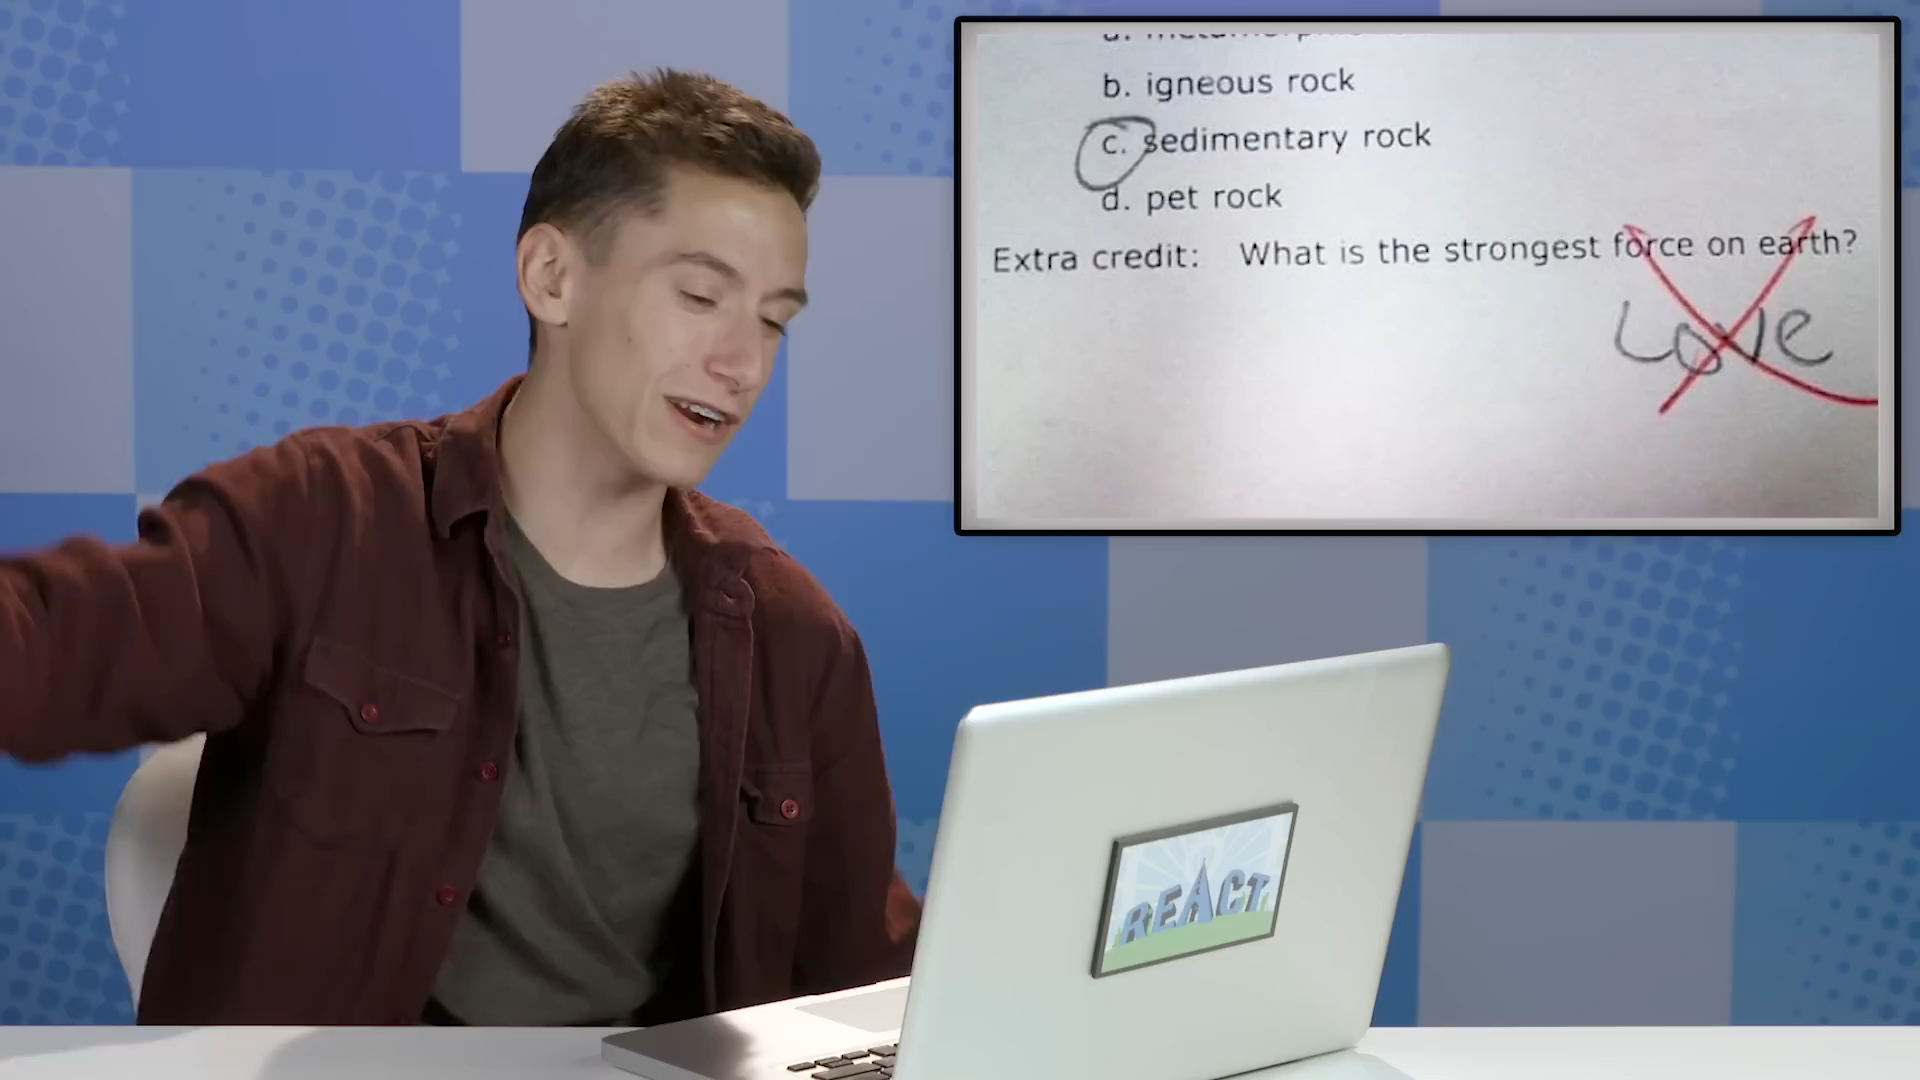 b. igneous rock
c. sedimentary rock
d. pet rock
Extra credit: What is the strongest force on earth?
Love
REACT